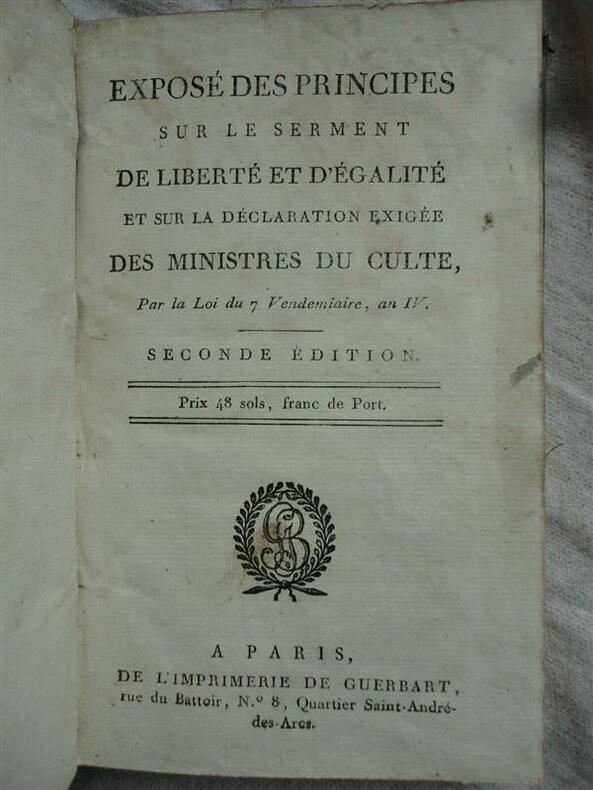 EXPOSÉ DES PRINCIPES
SUR LE SERMENT
DE LIBERTÉ ET D'ÉGALITÉ
ET SUR LA DÉCLARATION EXIGÉE
DES MINISTRES DU CULTE,
Par la Loi du 7 Vendemiaire, an IV.
SECONDE ÉDITION.
Prix 48 sols, franc de Port.
A PARIS,
DE L'IMPRIMERIE DE GUERBART,
rue du Battoir, N.º 8, Quartier Saint-André-
des-Arcs.